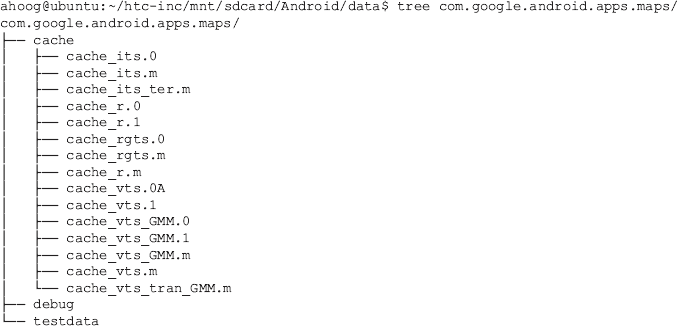 ahoog@ubuntu:~/htc-inc/mnt/sdcard/Android/data$ tree com.google.android.apps.maps/
com.google.android.apps.maps/
├── cache
│   ├── cache_its.0
│   ├── cache_its.m
│   ├── cache_its_ter.m
│   ├── cache_r.0
│   ├── cache_r.1
│   ├── cache_rgts.0
│   ├── cache_rgts.m
│   ├── cache_r.m
│   ├── cache_vts.0A
│   ├── cache_vts.1
│   ├── cache_vts_GMM.0
│   ├── cache_vts_GMM.1
│   ├── cache_vts_GMM.m
│   ├── cache_vts.m
│   └── cache_vts_tran_GMM.m
├── debug
└── testdata